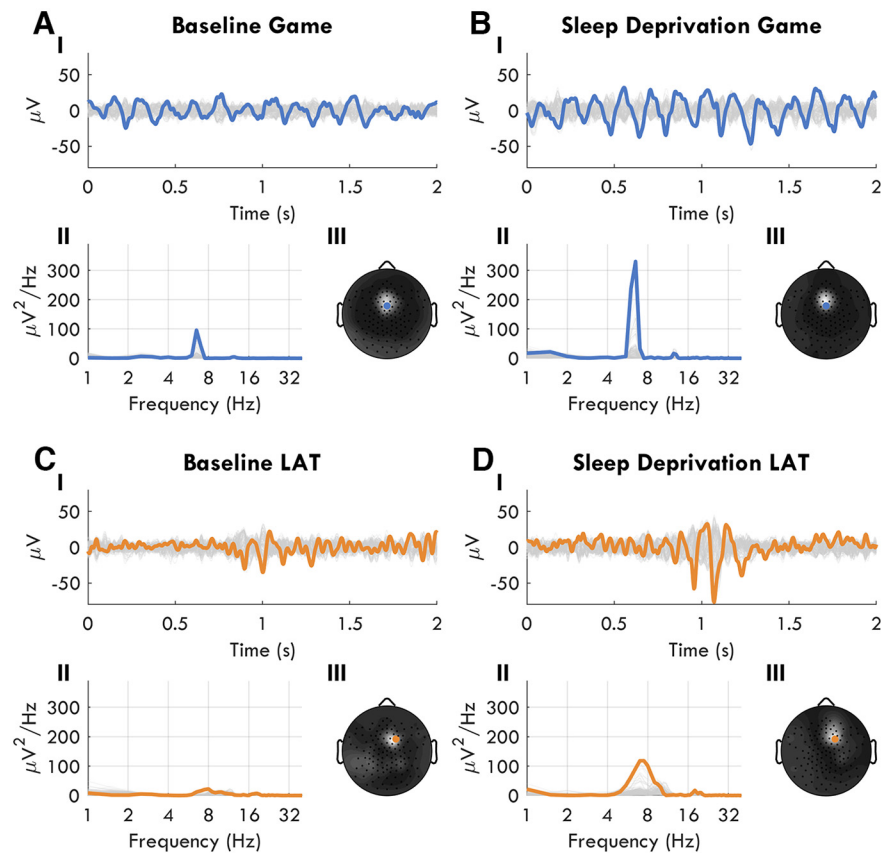 A
Baseline Game
I
50
0
-50
μV
0 0.5 1 1.5 2
Time (s)
II
300
200
100
0
μV²/Hz
1 2 4 8 16 32
Frequency (Hz)
III
B
Sleep Deprivation Game
I
50
0
-50
μV
0 0.5 1 1.5 2
Time (s)
II
300
200
100
0
μV²/Hz
1 2 4 8 16 32
Frequency (Hz)
III
C
Baseline LAT
I
50
0
-50
μV
0 0.5 1 1.5 2
Time (s)
II
300
200
100
0
μV²/Hz
1 2 4 8 16 32
Frequency (Hz)
III
D
Sleep Deprivation LAT
I
50
0
-50
μV
0 0.5 1 1.5 2
Time (s)
II
300
200
100
0
μV²/Hz
1 2 4 8 16 32
Frequency (Hz)
III